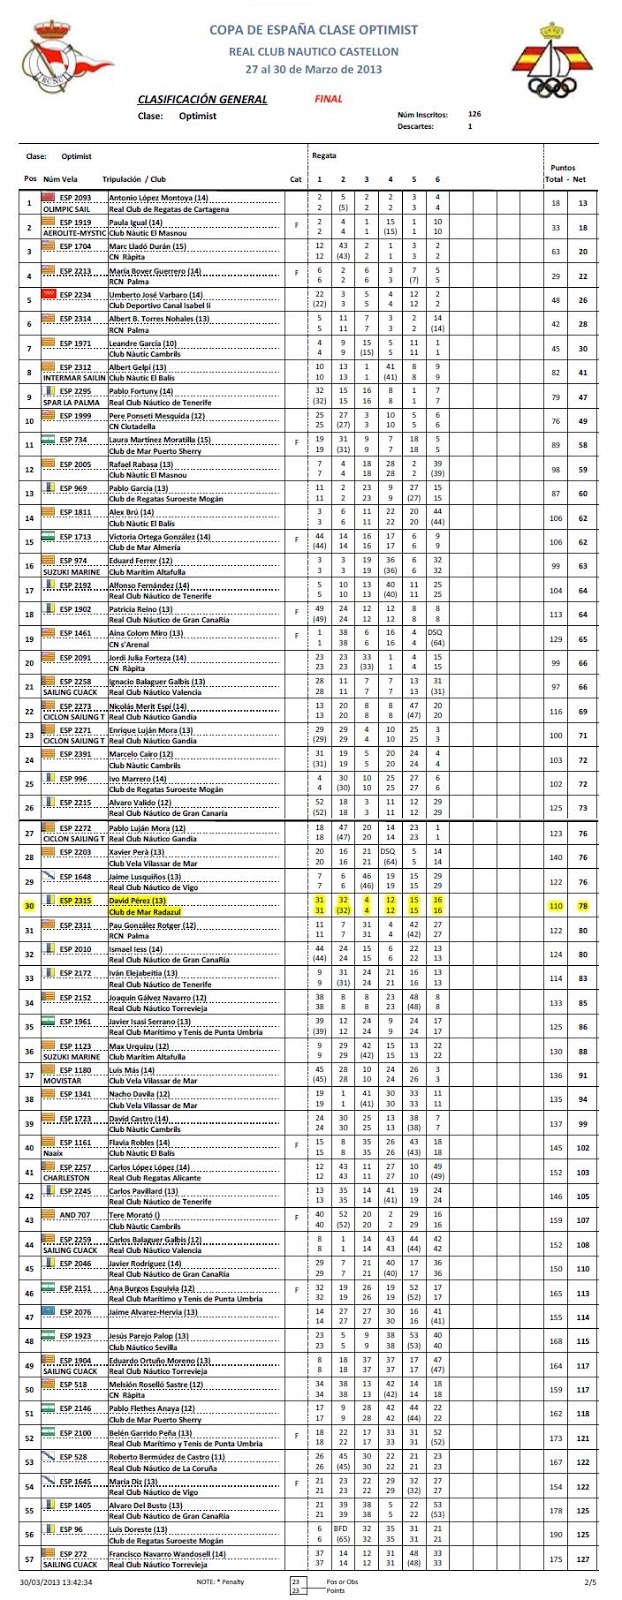 COPA DE ESPAÑA CLASE OPTIMIST
REAL CLUB NAUTICO CASTELLON
27 al 30 de Marzo de 2013
CLASIFICACIÓN GENERAL FINAL
Clase: Optimist
Núm Inscritos: 126
Descartes: 1
Clase: Optimist Regata Puntos
Pos Núm Vela Tripulación / Club Cat 1 2 3 4 5 6 Total - Net
1 ESP 2093 Antonio López Montoya (14) 2 5 2 2 3 4 18 13
OLIMPIC SAIL Real Club de Regatas de Cartagena 2 (5) 2 2 3 4
2 ESP 1919 Paula Igual (14) F 2 4 1 15 1 10 33 18
AEROLITE-MYSTIC Club Nàutic El Masnou 2 4 1 (15) 1 10
3 ESP 1704 Marc Lladó Durán (15) 12 43 2 1 3 2 63 20
CN Ràpita 12 (43) 2 1 3 2
4 ESP 2213 María Bover Guerrero (14) F 6 2 6 3 7 5 29 22
RCN Palma 6 2 6 3 (7) 5
5 ESP 2234 Umberto José Varbaro (14) 22 3 5 4 12 2 48 26
Club Deportivo Canal Isabel Ii (22) 3 5 4 12 2
6 ESP 2314 Albert B. Torres Nohales (13) 5 11 7 3 2 14 42 28
RCN Palma 5 11 7 3 2 (14)
7 ESP 1971 Leandre García (10) 4 9 15 5 11 1 45 30
Club Nàutic Cambrils 4 9 (15) 5 11 1
8 ESP 2312 Albert Gelpí (13) 10 13 1 41 8 9 82 41
INTERMAR SAILIN Club Nàutic El Balís 10 13 1 (41) 8 9
9 ESP 2295 Pablo Fortuny (14) 32 15 16 8 1 7 79 47
SPAR LA PALMA Real Club Náutico de Tenerife (32) 15 16 8 1 7
10 ESP 1999 Pere Ponseti Mesquida (12) 25 27 3 10 5 6 76 49
CN Ciutadella 25 (27) 3 10 5 6
11 ESP 734 Laura Martínez Moratilla (15) F 19 31 9 7 18 5 89 58
Club de Mar Puerto Sherry 19 (31) 9 7 18 5
12 ESP 2005 Rafael Rabasa (13) 7 4 18 28 2 39 98 59
Club Nàutic El Masnou 7 4 18 28 2 (39)
13 ESP 969 Pablo García (13) 11 2 23 9 27 15 87 60
Club de Regatas Suroeste Mogán 11 2 23 9 (27) 15
14 ESP 1811 Alex Brú (14) 3 6 11 22 20 44 106 62
Club Nàutic El Balís 3 6 11 22 20 (44)
15 ESP 1713 Victoria Ortega González (14) F 44 14 16 17 6 9 106 62
Club de Mar Almería (44) 14 16 17 6 9
16 ESP 974 Eduard Ferrer (12) 3 3 19 36 6 32 99 63
SUZUKI MARINE Club Marítim Altafulla 3 3 19 (36) 6 32
17 ESP 2192 Alfonso Fernández (14) 5 10 13 40 11 25 104 64
Real Club Náutico de Tenerife 5 10 13 (40) 11 25
18 ESP 1902 Patricia Reino (13) F 49 24 12 12 8 8 113 64
Real Club Náutico de Gran CanaRía (49) 24 12 12 8 8
19 ESP 1461 Aina Colom Miro (13) F 1 38 6 16 4 DSQ 129 65
CN s'Arenal 1 38 6 16 4 (64)
20 ESP 2091 Jordi Julia Forteza (14) 23 23 33 1 4 15 99 66
CN Ràpita 23 23 (33) 1 4 15
21 ESP 2258 Ignacio Balaguer Galbis (13) 28 11 7 7 13 31 97 66
SAILING CUACK Real Club Náutico Valencia 28 11 7 7 13 (31)
22 ESP 2273 Nicolás Merit Espí (14) 13 20 8 8 47 20 116 69
CICLON SAILING T Real Club Náutico Gandia 13 20 8 8 (47) 20
23 ESP 2271 Enrique Luján Mora (13) 29 29 4 10 25 3 100 71
CICLON SAILING T Real Club Náutico Gandia (29) 29 4 10 25 3
24 ESP 2391 Marcelo Cairo (12) 31 19 5 20 24 4 103 72
Club Nàutic Cambrils (31) 19 5 20 24 4
25 ESP 996 Ivo Marrero (14) 4 30 10 25 27 6 102 72
Club de Regatas Suroeste Mogán 4 (30) 10 25 27 6
26 ESP 2215 Alvaro Valido (12) 52 18 3 11 12 29 125 73
Real Club Náutico de Gran Canaria (52) 18 3 11 12 29
27 ESP 2272 Pablo Luján Mora (12) 18 47 20 14 23 1 123 76
CICLON SAILING T Real Club Náutico Gandia 18 (47) 20 14 23 1
28 ESP 2203 Xavier Perà (13) 20 16 21 DSQ 5 14 140 76
Club Vela Vilassar de Mar 20 16 21 (64) 5 14
29 ESP 1648 Jaime Lusquiños (13) 7 6 46 19 15 29 122 76
Real Club Náutico de Vigo 7 6 (46) 19 15 29
30 ESP 2315 David Pérez (13) 31 32 4 12 15 16 110 78
Club de Mar Radazul 31 (32) 4 12 15 16
31 ESP 2311 Pau González Rotger (12) 11 7 31 4 42 27 122 80
RCN Palma 11 7 31 4 (42) 27
32 ESP 2010 Ismael Iess (14) 44 24 15 6 22 13 124 80
Real Club Náutico de Gran CanaRía (44) 24 15 6 22 13
33 ESP 2172 Iván Elejabeitia (13) 9 31 24 21 16 13 114 83
Real Club Náutico de Tenerife 9 (31) 24 21 16 13
34 ESP 2152 Joaquín Gálvez Navarro (12) 38 8 8 23 48 8 133 85
Real Club Náutico Torrevieja 38 8 8 23 (48) 8
35 ESP 1961 Javier Isasi Serrano (13) 39 12 24 9 24 17 125 86
Real Club Marítimo y Tenis de Punta Umbría (39) 12 24 9 24 17
36 ESP 1123 Max Urquizu (12) 9 29 42 15 13 22 130 88
SUZUKI MARINE Club Marítim Altafulla 9 29 (42) 15 13 22
37 ESP 1180 Luis Más (14) 45 28 10 24 26 3 136 91
MOVISTAR Club Vela Vilassar de Mar (45) 28 10 24 26 3
38 ESP 1341 Nacho Davila (12) 19 1 41 30 33 11 135 94
Club Vela Vilassar de Mar 19 1 (41) 30 33 11
39 ESP 1723 David Castro (14) 24 30 25 13 38 7 137 99
Club Nàutic Cambrils 24 30 25 13 (38) 7
40 ESP 1161 Flavia Robles (14) F 15 8 35 26 43 18 145 102
Naaix Club Nàutic El Balís 15 8 35 26 (43) 18
41 ESP 2257 Carlos López López (14) 12 43 11 27 10 49 152 103
CHARLESTON Real Club Regatas Alicante 12 43 11 27 10 (49)
42 ESP 2245 Carlos Pavillard (13) 13 35 14 41 19 24 146 105
Real Club Náutico de Tenerife 13 35 14 (41) 19 24
43 AND 707 Tere Morató () F 40 52 20 2 29 16 159 107
Club Nàutic Cambrils 40 (52) 20 2 29 16
44 ESP 2259 Carlos Balaguer Galbis (12) 8 1 14 43 44 42 152 108
SAILING CUACK Real Club Náutico Valencia 8 1 14 43 (44) 42
45 ESP 2046 Javier Rodríguez (14) 29 7 21 40 17 36 150 110
Real Club Náutico de Gran CanaRía 29 7 21 (40) 17 36
46 ESP 2151 Ana Burgos Esquivia (12) F 32 19 26 19 52 17 165 113
Real Club Marítimo y Tenis de Punta Umbría 32 19 26 19 (52) 17
47 ESP 2076 Jaime Alvarez-Hervia (13) 14 27 27 30 16 41 155 114
14 27 27 30 16 (41)
48 ESP 1923 Jesús Parejo Palop (13) 23 5 9 38 53 40 168 115
Club Náutico Sevilla 23 5 9 38 (53) 40
49 ESP 1904 Eduardo Ortuño Moreno (13) 8 18 37 37 17 47 164 117
SAILING CUACK Real Club Náutico Torrevieja 8 18 37 37 17 (47)
50 ESP 518 Melsión Roselló Sastre (12) 34 38 13 42 14 18 159 117
CN Ràpita 34 38 13 (42) 14 18
51 ESP 2146 Pablo Flethes Anaya (12) 17 9 28 42 44 22 162 118
Club de Mar Puerto Sherry 17 9 28 42 (44) 22
52 ESP 2100 Belén Garrido Peña (13) F 18 22 17 33 31 52 173 121
Real Club Marítimo y Tenis de Punta Umbría 18 22 17 33 31 (52)
53 ESP 528 Roberto Bermúdez de Castro (11) 26 45 30 22 21 23 167 122
Real Club Náutico de La Coruña 26 (45) 30 22 21 23
54 ESP 1645 María Diz (13) F 21 23 22 29 32 27 154 122
Real Club Náutico de Vigo 21 23 22 29 (32) 27
55 ESP 1405 Alvaro Del Busto (13) 21 39 38 5 22 53 178 125
Real Club Náutico de Gran CanaRía 21 39 38 5 22 (53)
56 ESP 96 Luis Doreste (13) 6 BFD 32 35 31 21 190 125
Club de Regatas Suroeste Mogán 6 (65) 32 35 31 21
57 ESP 272 Francisco Navarro Wandosell (14) 37 14 12 31 48 33 175 127
SAILING CUACK Real Club Náutico Torrevieja 37 14 12 31 (48) 33
30/03/2013 13:42:34 NOTE: * Penalty 23 Pos or Obs 2/5
23 Points